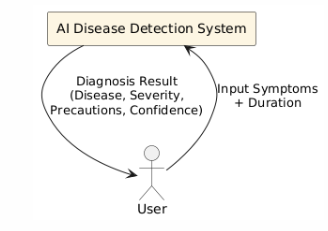 AI Disease Detection System
Diagnosis Result
(Disease, Severity,
Precautions, Confidence)
Input Symptoms
+ Duration
User